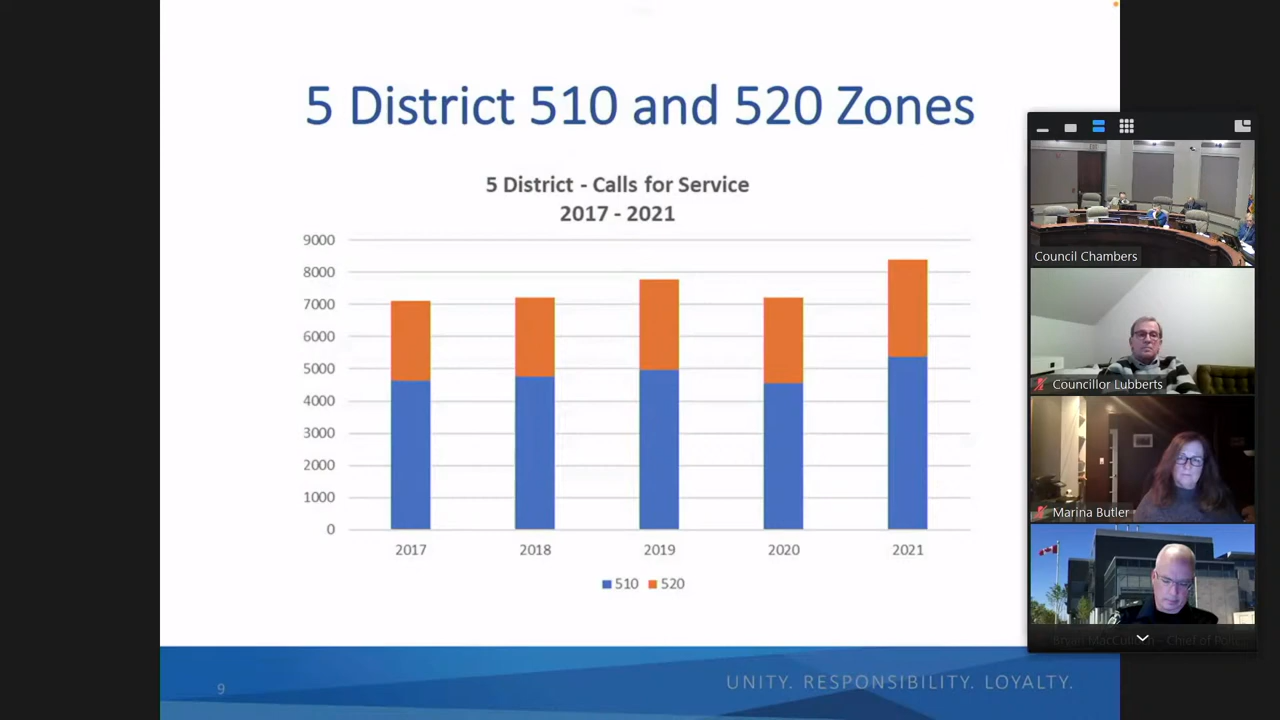 5 District 510 and 520 Zones
5 District - Calls for Service
2017 - 2021
9000
8000
7000
6000
5000
4000
3000
2000
1000
0
2017 2018 2019 2020 2021
510 520
9
UNITY. RESPONSIBILITY. LOYALTY.
Council Chambers
Councillor Lubberts
Marina Butler